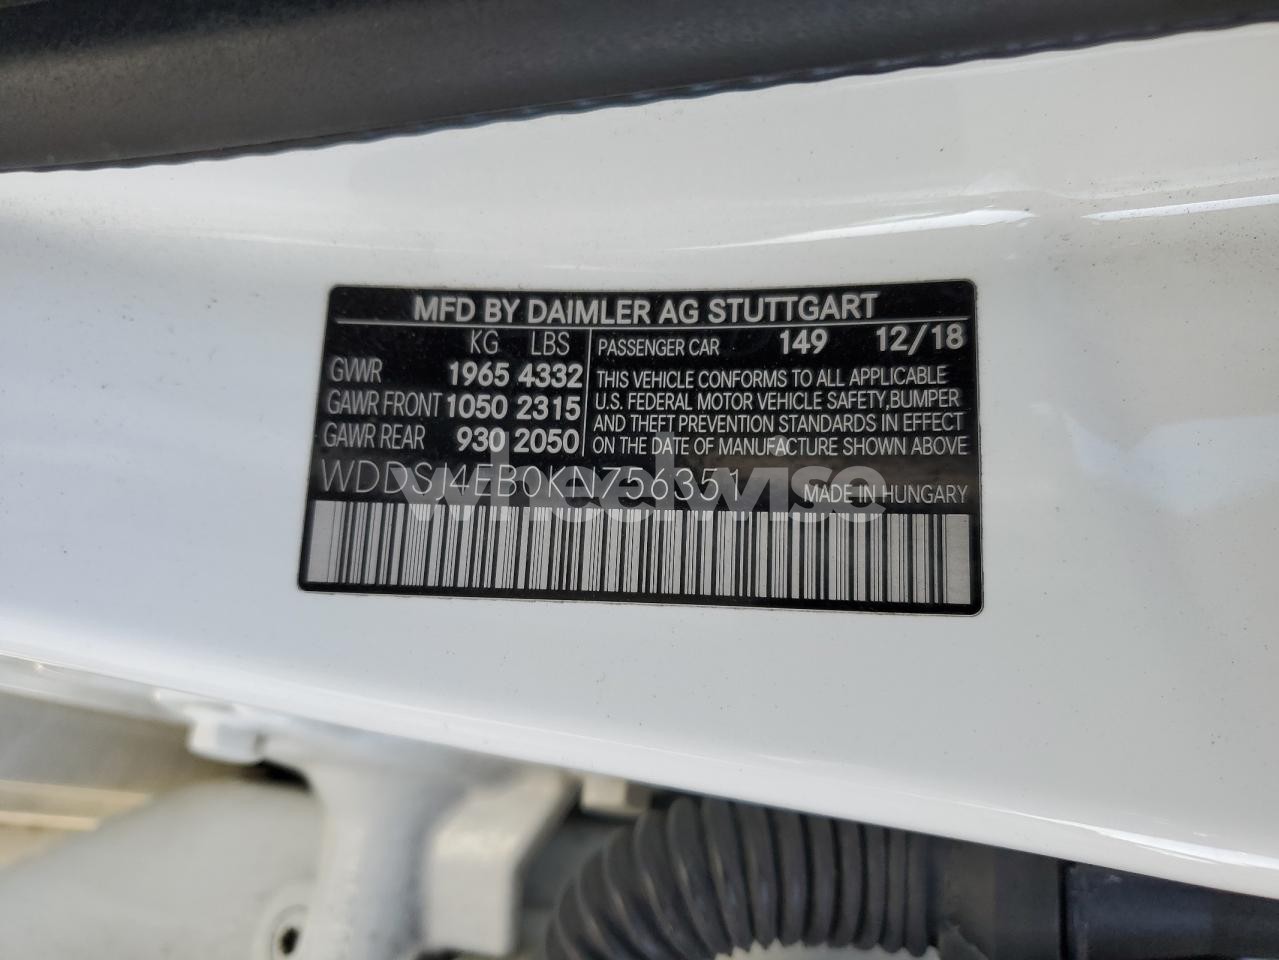 MFD BY DAIMLER AG STUTTGART
KG LBS
GVWR 1965 4332
GAWR FRONT 1050 2315
GAWR REAR 930 2050
PASSENGER CAR 149 12/18
THIS VEHICLE CONFORMS TO ALL APPLICABLE
U.S. FEDERAL MOTOR VEHICLE SAFETY,BUMPER
AND THEFT PREVENTION STANDARDS IN EFFECT
ON THE DATE OF MANUFACTURE SHOWN ABOVE
WDDSJ4EB0KN756351 MADE IN HUNGARY
wheelwise